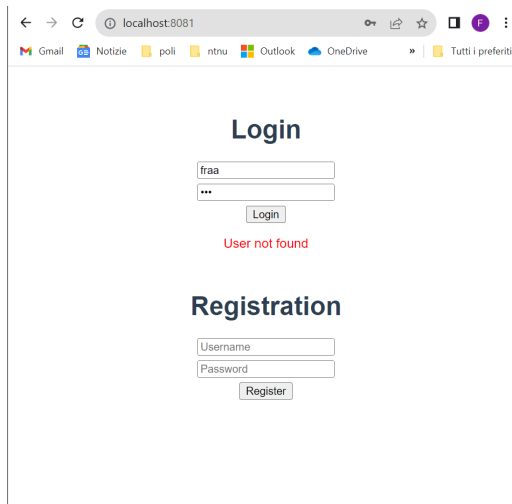 localhost:8081
F
Gmail GE Notizie poli ntnu Outlook OneDrive » Tutti i preferiti
Login
fraa
•••
Login
User not found
Registration
Username
Password
Register